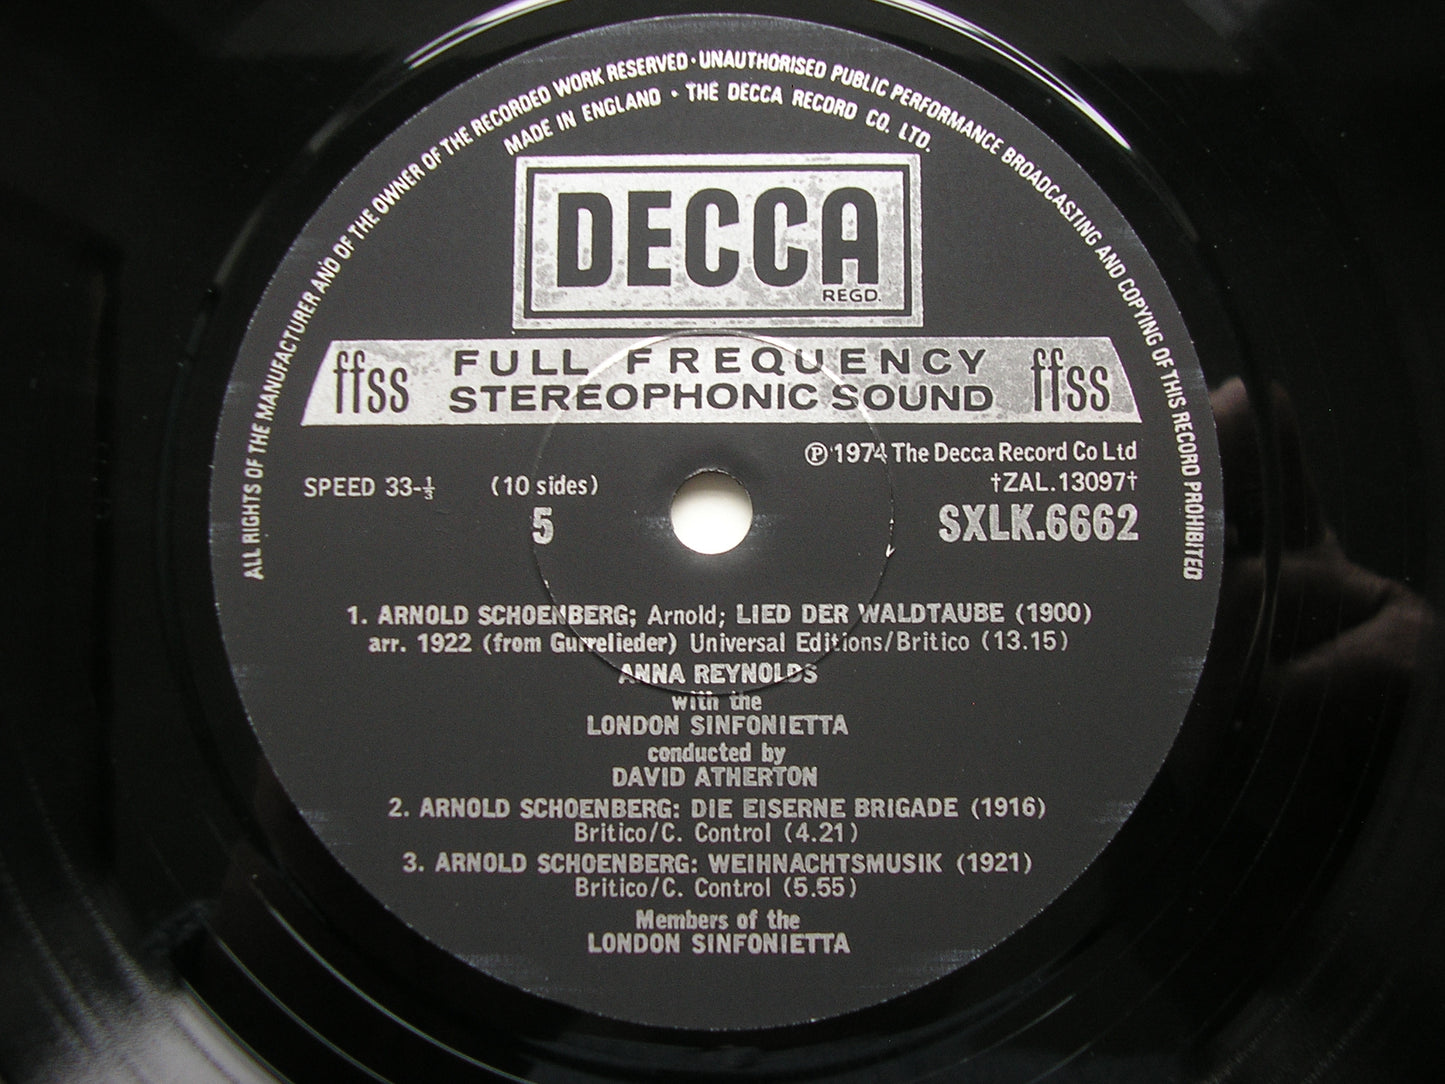 ALL RIGHTS OF THE MANUFACTURER AND OF THE OWNER OF THE RECORDED WORK RESERVED · UNAUTHORISED PUBLIC PERFORMANCE BROADCASTING AND COPYING OF THIS RECORD PROHIBITED
MADE IN ENGLAND · THE DECCA RECORD CO. LTD.
DECCA
REGD.
ffss FULL FREQUENCY ffss
STEREOPHONIC SOUND
Ⓟ 1974 The Decca Record Co Ltd
SPEED 33-⅓ (10 sides) †ZAL.13097†
5 SXLK.6662
1. ARNOLD SCHOENBERG; Arnold; LIED DER WALDTAUBE (1900)
arr. 1922 (from Gurrelieder) Universal Editions/Britico (13.15)
ANNA REYNOLDS
with the
LONDON SINFONIETTA
conducted by
DAVID ATHERTON
2. ARNOLD SCHOENBERG: DIE EISERNE BRIGADE (1916)
Britico/C. Control (4.21)
3. ARNOLD SCHOENBERG: WEIHNACHTSMUSIK (1921)
Britico/C. Control (5.55)
Members of the
LONDON SINFONIETTA